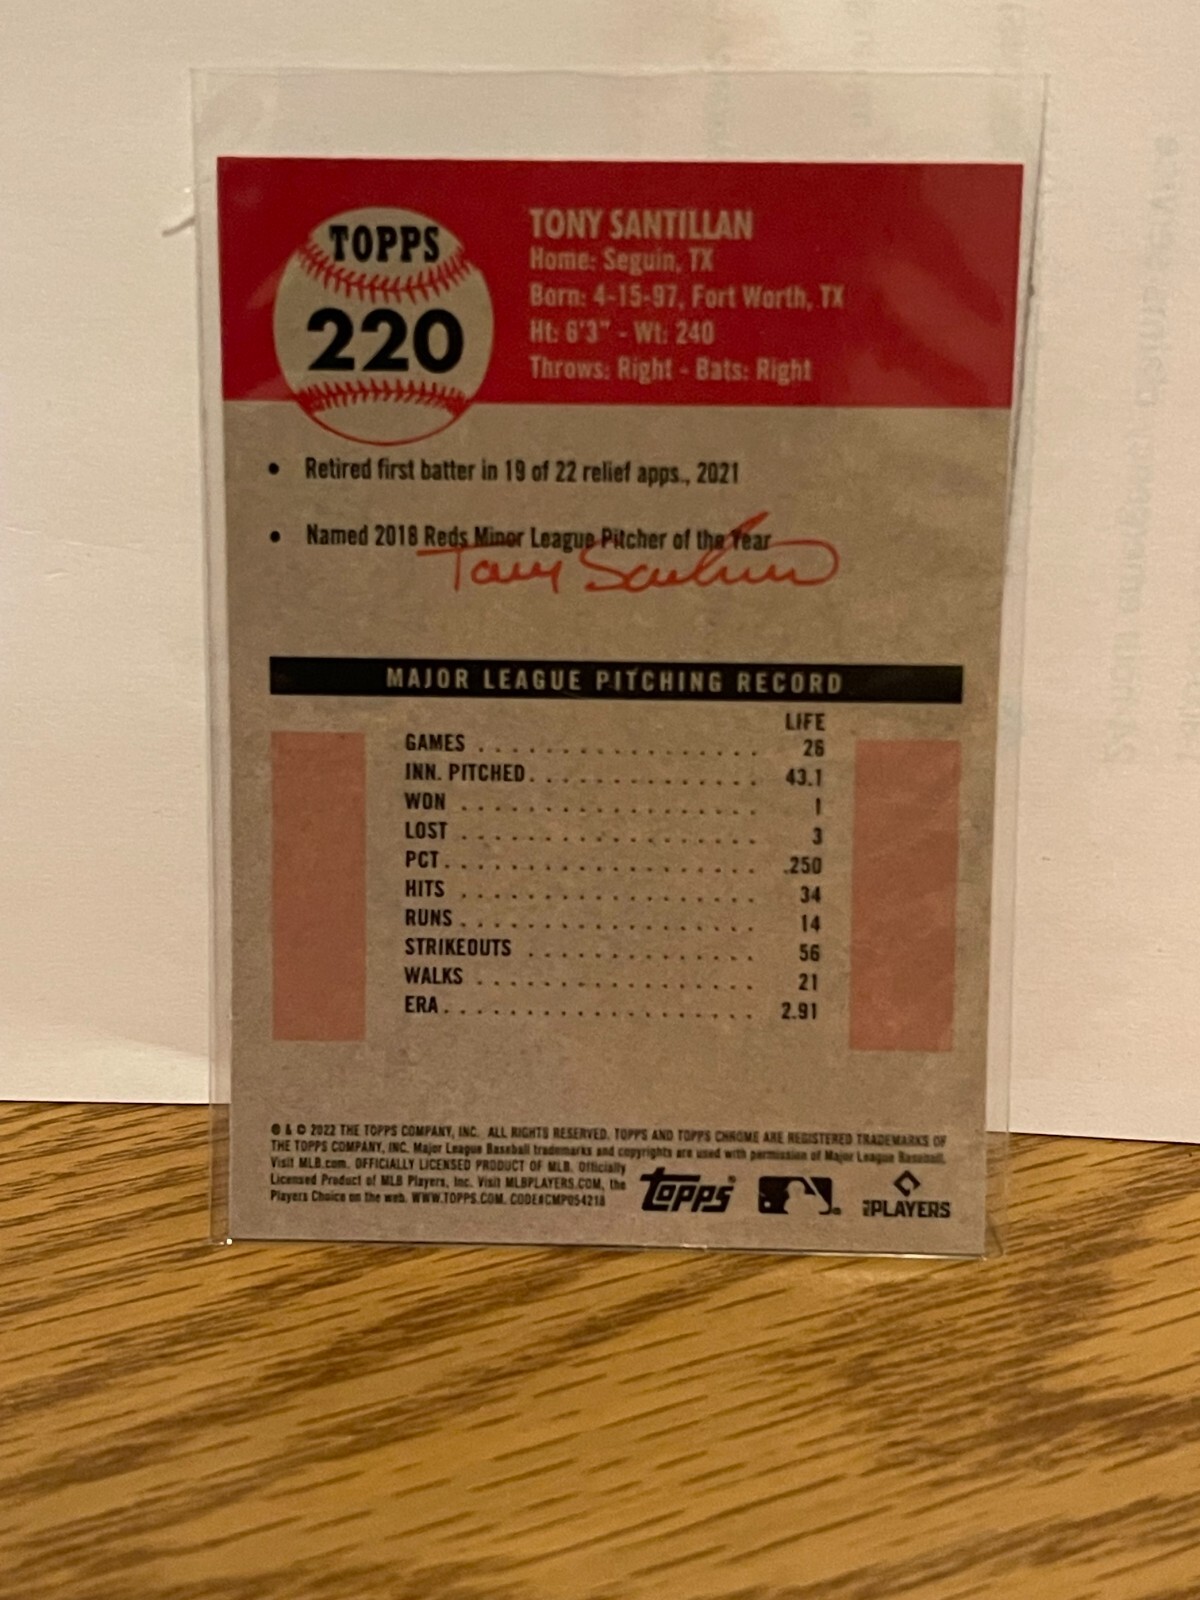 TOPPS
220
TONY SANTILLAN
Home: Seguin, TX
Born: 4-15-97, Fort Worth, TX
Ht: 6'3" - Wt: 240
Throws: Right - Bats: Right
• Retired first batter in 19 of 22 relief apps., 2021
• Named 2018 Reds Minor League Pitcher of the Year
Tony Santillan
MAJOR LEAGUE PITCHING RECORD
LIFE
GAMES 26
INN. PITCHED 43.1
WON 1
LOST 3
PCT .250
HITS 34
RUNS 14
STRIKEOUTS 56
WALKS 21
ERA 2.91
® & © 2022 THE TOPPS COMPANY, INC. ALL RIGHTS RESERVED. TOPPS AND TOPPS CHROME ARE REGISTERED TRADEMARKS OF
THE TOPPS COMPANY, INC. Major League Baseball trademarks and copyrights are used with permission of Major League Baseball.
Visit MLB.com. OFFICIALLY LICENSED PRODUCT OF MLB. Officially
Licensed Product of MLB Players, Inc. Visit MLBPLAYERS.COM, the
Players Choice on the web. WWW.TOPPS.COM. CODE#CMP054218
topps
PLAYERS